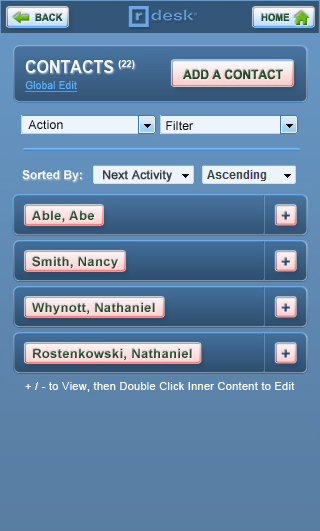 BACK
r desk®
HOME
CONTACTS (22)
ADD A CONTACT
Global Edit
Action
Filter
Sorted By: Next Activity Ascending
Able, Abe +
Smith, Nancy +
Whynott, Nathaniel +
Rostenkowski, Nathaniel +
+ / - to View, then Double Click Inner Content to Edit